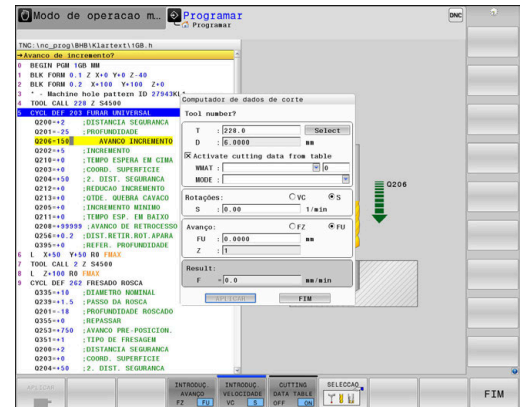 Modo de operacao m...
Programar
Programar
DNC
TNC:\nc_prog\BHB\Klartext\1GB.h
→Avanco de incremento?
0 BEGIN PGM 1GB MM
1 BLK FORM 0.1 Z X+0 Y+0 Z-40
2 BLK FORM 0.2 X+100 Y+100 Z+0
3 * - Machine hole pattern ID 27943KL
4 TOOL CALL 228 Z S4500
5 CYCL DEF 203 FURAR UNIVERSAL
Q200=+2 ;DISTANCIA SEGURANCA
Q201=-25 ;PROFUNDIDADE
Q206=150 AVANCO INCREMENTO
Q202=+5 ;INCREMENTO
Q210=+0 ;TEMPO ESPERA EM CIMA
Q203=+0 ;COORD. SUPERFICIE
Q204=+50 ;2. DIST. SEGURANCA
Q212=+0 ;REDUCAO INCREMENTO
Q213=+0 ;QTDE. QUEBRA CAVACO
Q205=+0 ;INCREMENTO MINIMO
Q211=+0 ;TEMPO ESP. EM BAIXO
Q208=+99999 ;AVANCO DE RETROCESSO
Q256=+0.2 ;DIST.RETIR.ROT.APARA
Q395=+0 ;REFER. PROFUNDIDADE
6 L X+50 Y+50 R0 FMAX
7 TOOL CALL 2 Z S4500
8 L Z+100 R0 FMAX
9 CYCL DEF 262 FRESADO ROSCA
Q335=+10 ;DIAMETRO NOMINAL
Q239=+1.5 ;PASSO DA ROSCA
Q201=-18 ;PROFUNDIDADE ROSCADO
Q355=+0 ;REPASSAR
Q253=+750 ;AVANCO PRE-POSICION.
Q351=+1 ;TIPO DE FRESAGEM
Q200=+2 ;DISTANCIA SEGURANCA
Q203=+0 ;COORD. SUPERFICIE
Q204=+50 ;2. DIST. SEGURANCA
Computador de dados de corte
Tool number?
T : 228.0 Select
D : 6.0000 mm
Activate cutting data from table
WMAT : 0
MODE :
Rotações: VC S
S : 0.00 1/min
Avanço: FZ FU
FU : 0.0000 mm
Z : 1
Result:
F = 0.0 mm/min
APLICAR FIM
Q206
APLICAR
INTRODUÇ. AVANÇO FZ FU
INTRODUÇ. VELOCIDADE VC S
CUTTING DATA TABLE OFF ON
SELECCAO
FIM